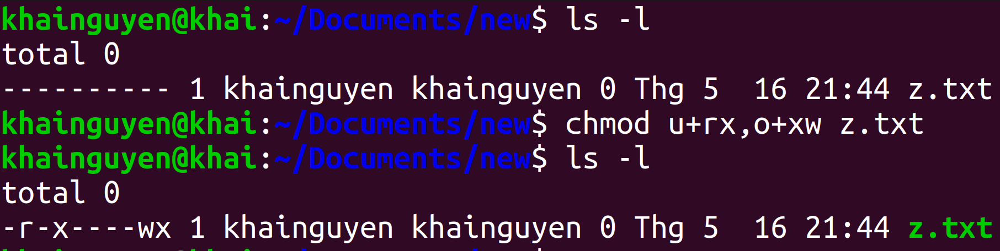 khainguyen@khai:~/Documents/new$ ls -l
total 0
---------- 1 khainguyen khainguyen 0 Thg 5  16 21:44 z.txt
khainguyen@khai:~/Documents/new$ chmod u+rx,o+xw z.txt
khainguyen@khai:~/Documents/new$ ls -l
total 0
-r-x----wx 1 khainguyen khainguyen 0 Thg 5  16 21:44 z.txt